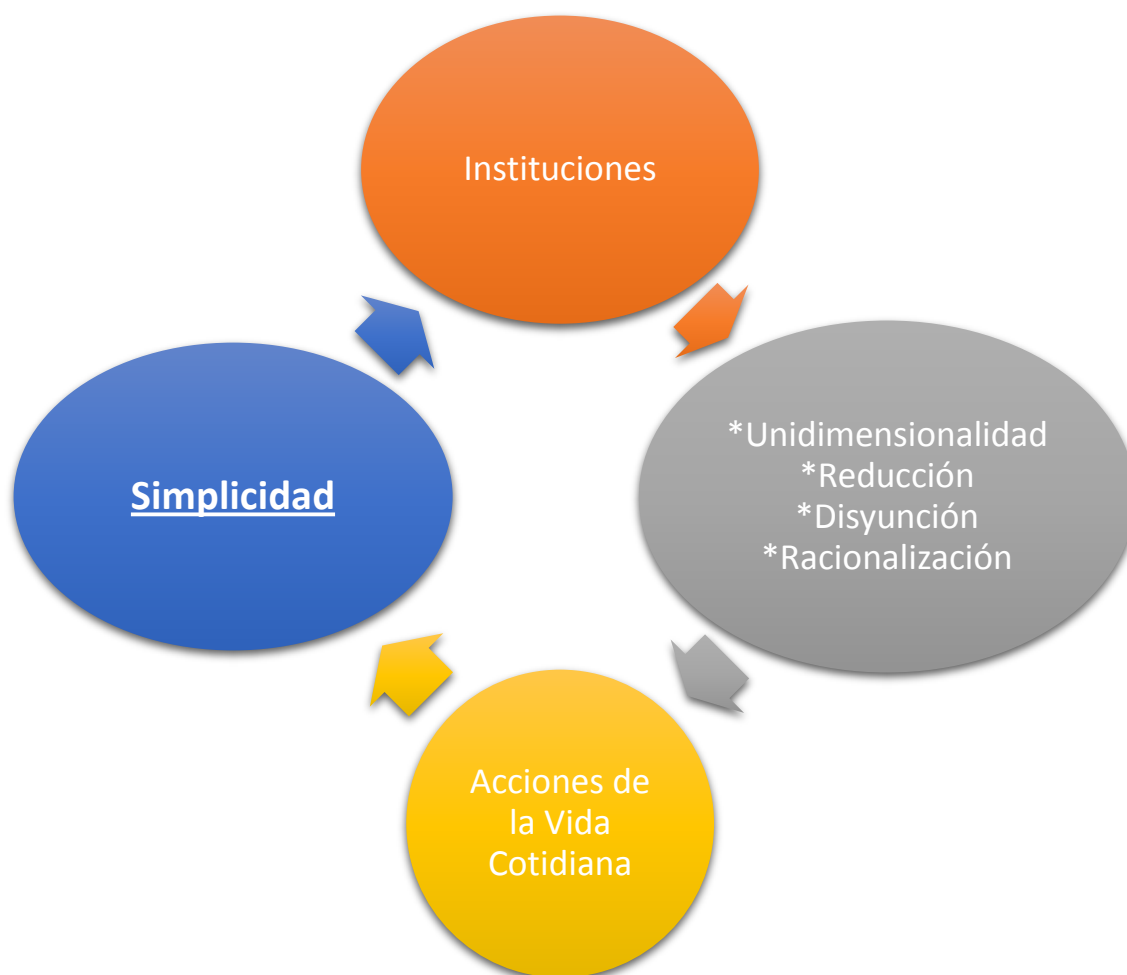 Instituciones
*Unidimensionalidad
*Reducción
*Disyunción
*Racionalización
Simplicidad
Acciones de
la Vida
Cotidiana